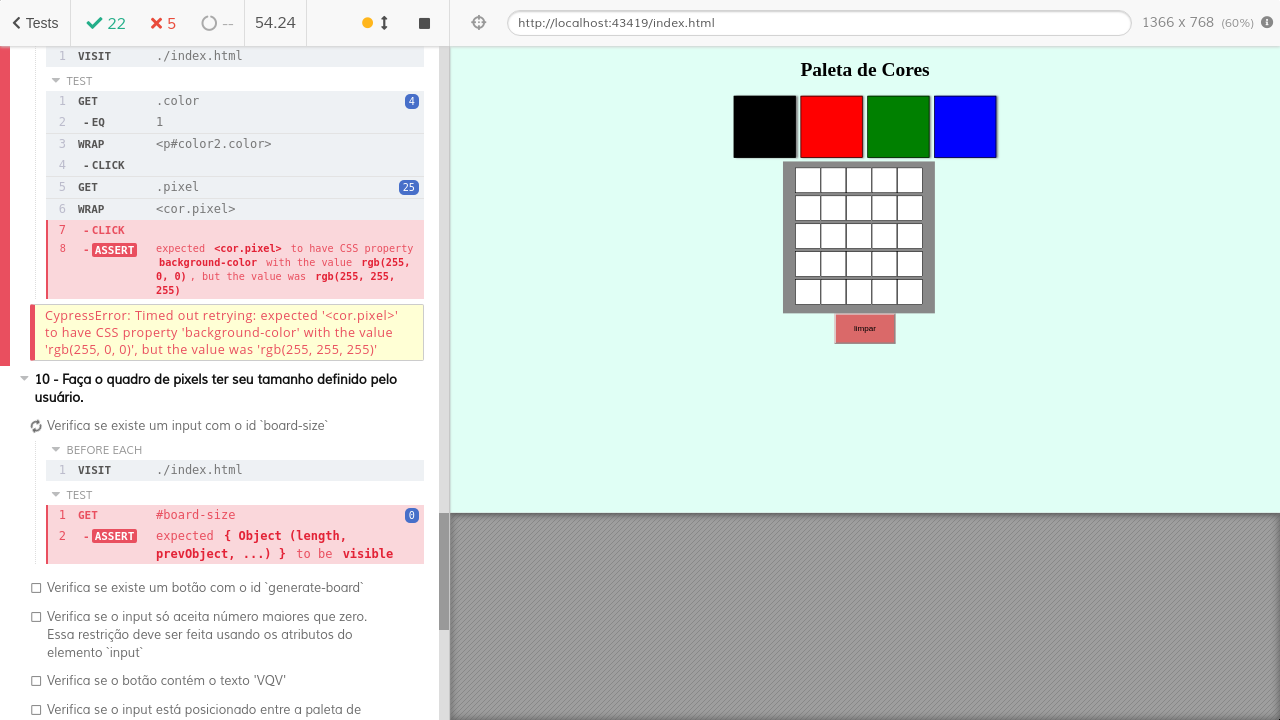 Tests 22 5 -- 54.24
http://localhost:43419/index.html 1366 x 768 (60%)
1 VISIT ./index.html
TEST
1 GET .color 4
2 -EQ 1
3 WRAP <p#color2.color>
4 -CLICK
5 GET .pixel 25
6 WRAP <cor.pixel>
7 -CLICK
8 -ASSERT expected <cor.pixel> to have CSS property
background-color with the value rgb(255,
0, 0) , but the value was rgb(255, 255,
255)
CypressError: Timed out retrying: expected '<cor.pixel>'
to have CSS property 'background-color' with the value
'rgb(255, 0, 0)', but the value was 'rgb(255, 255, 255)'
10 - Faça o quadro de pixels ter seu tamanho definido pelo
usuário.
Verifica se existe um input com o id `board-size`
BEFORE EACH
1 VISIT ./index.html
TEST
1 GET #board-size 0
2 -ASSERT expected { Object (length,
prevObject, ...) } to be visible
Verifica se existe um botão com o id `generate-board`
Verifica se o input só aceita número maiores que zero.
Essa restrição deve ser feita usando os atributos do
elemento `input`
Verifica se o botão contém o texto 'VQV'
Verifica se o input está posicionado entre a paleta de
Paleta de Cores
limpar